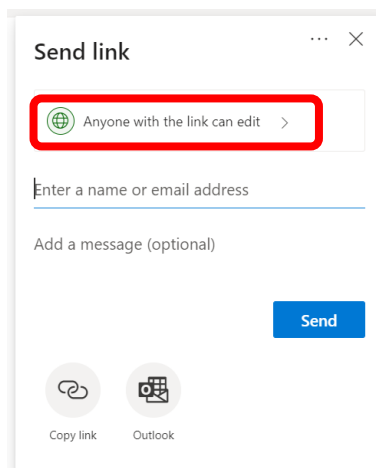 Send link
Anyone with the link can edit
Enter a name or email address
Add a message (optional)
Send
Copy link
Outlook